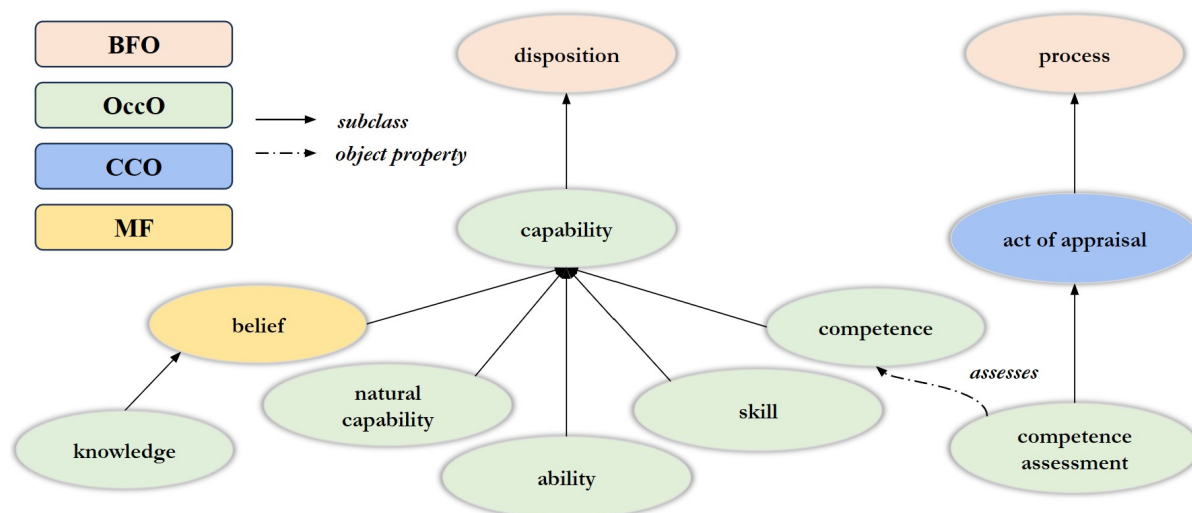 BFO
OccO
CCO
MF
subclass
object property
disposition
process
capability
act of appraisal
belief
competence
assesses
natural
capability
skill
knowledge
ability
competence
assessment